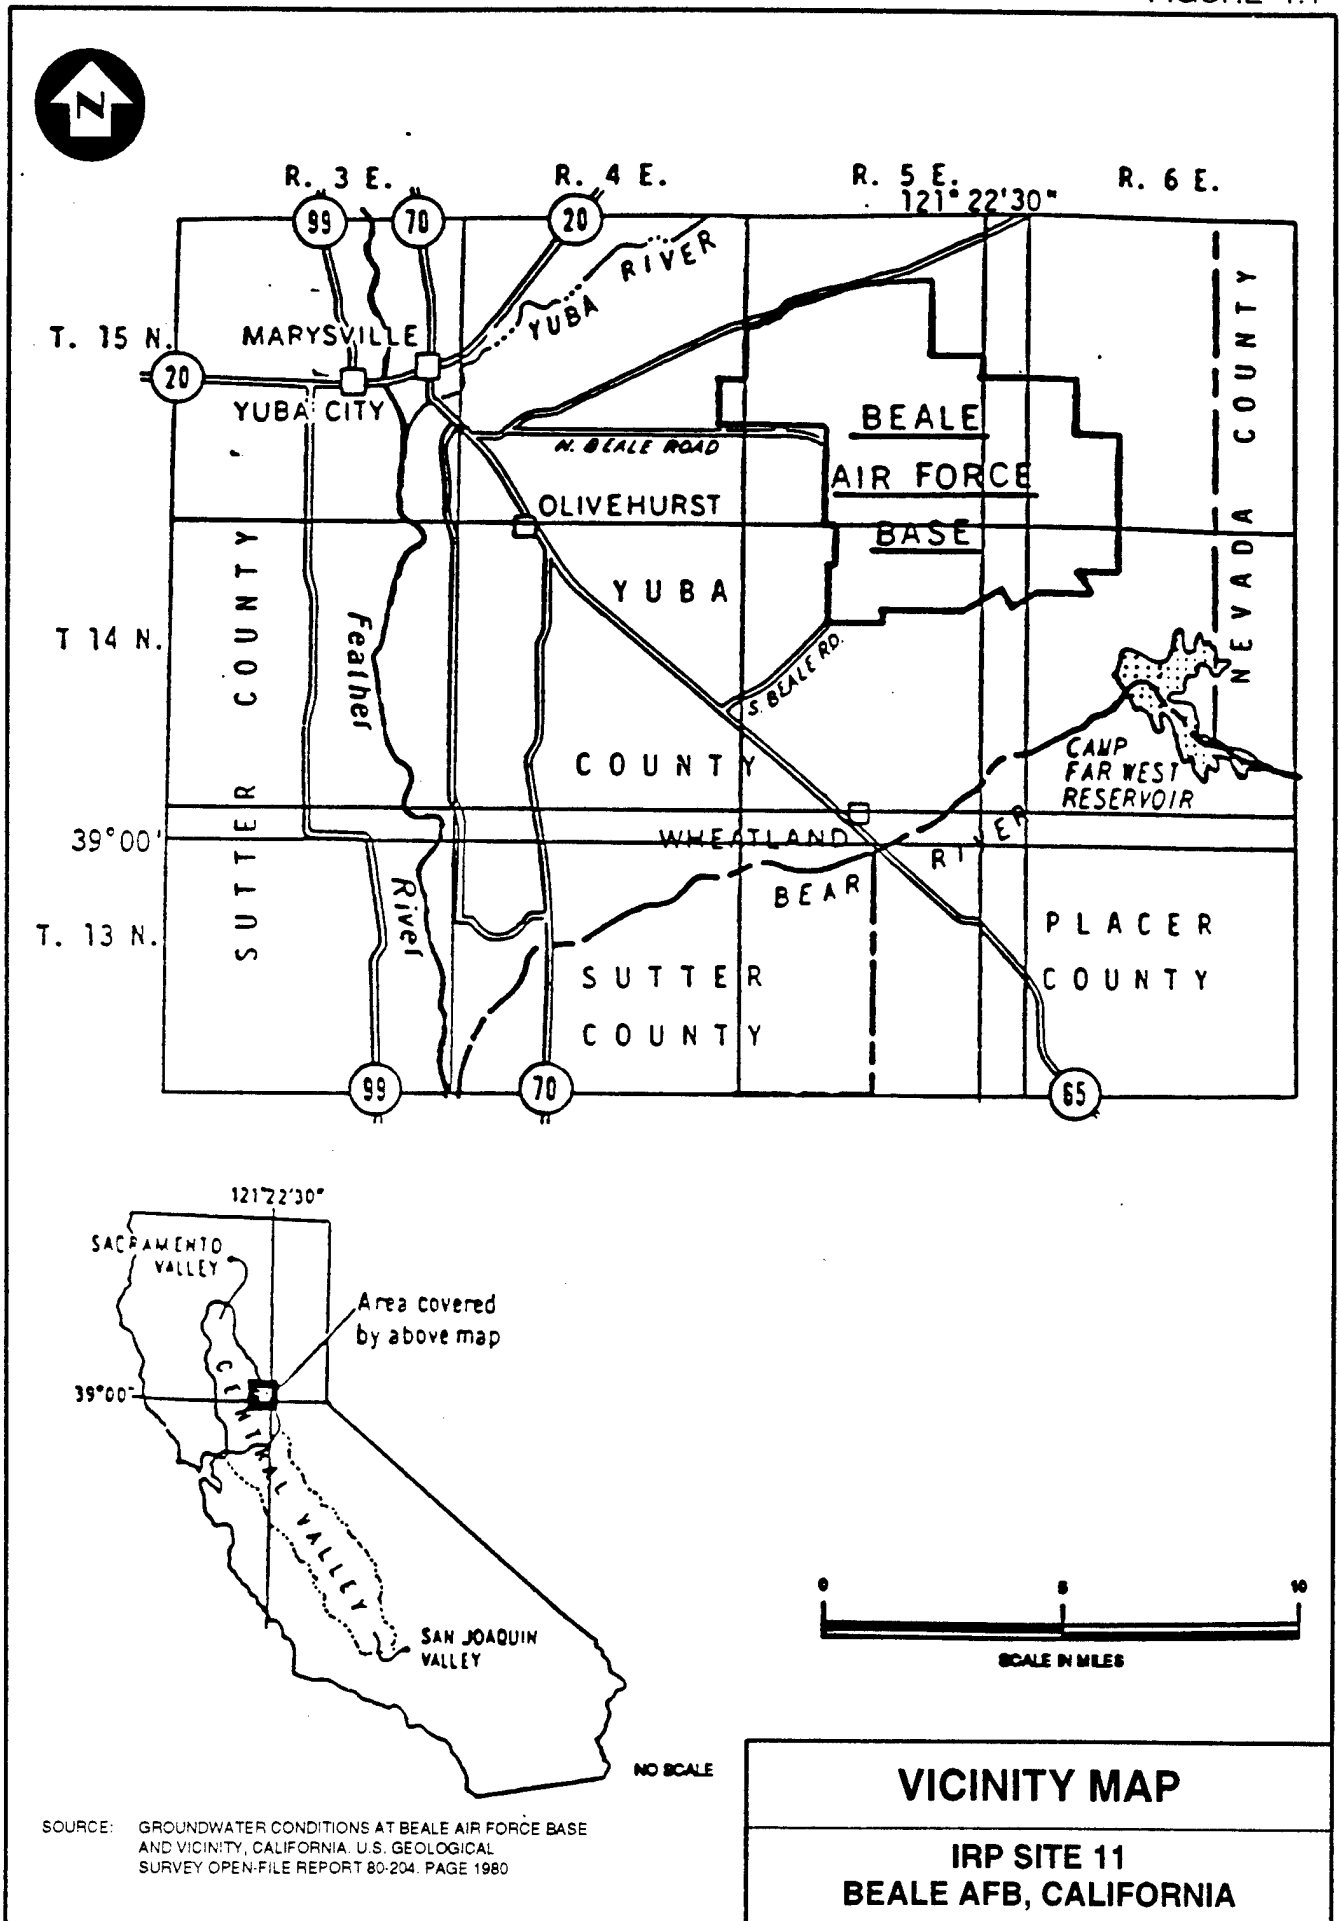 N
R. 3 E.
R. 4 E.
R. 5 E.
R. 6 E.
121° 22'30"
99
70
20
YUBA RIVER
T. 15 N.
MARYSVILLE
20
YUBA CITY
N. BEALE ROAD
BEALE
AIR FORCE
BASE
OLIVEHURST
NEVADA COUNTY
SUTTER COUNTY
YUBA
COUNTY
T 14 N.
Feather
River
S. BEALE RD.
CAMP
FAR WEST
RESERVOIR
39°00'
WHEATLAND
BEAR
RIVER
T. 13 N.
SUTTER
COUNTY
PLACER
COUNTY
99
70
65
121°22'30"
SACRAMENTO
VALLEY
Area covered
by above map
39°00'
CENTRAL VALLEY
SAN JOAQUIN
VALLEY
0 5 10
SCALE IN MILES
NO SCALE
SOURCE: GROUNDWATER CONDITIONS AT BEALE AIR FORCE BASE
AND VICINITY, CALIFORNIA. U.S. GEOLOGICAL
SURVEY OPEN-FILE REPORT 80-204. PAGE 1980
VICINITY MAP
IRP SITE 11
BEALE AFB, CALIFORNIA